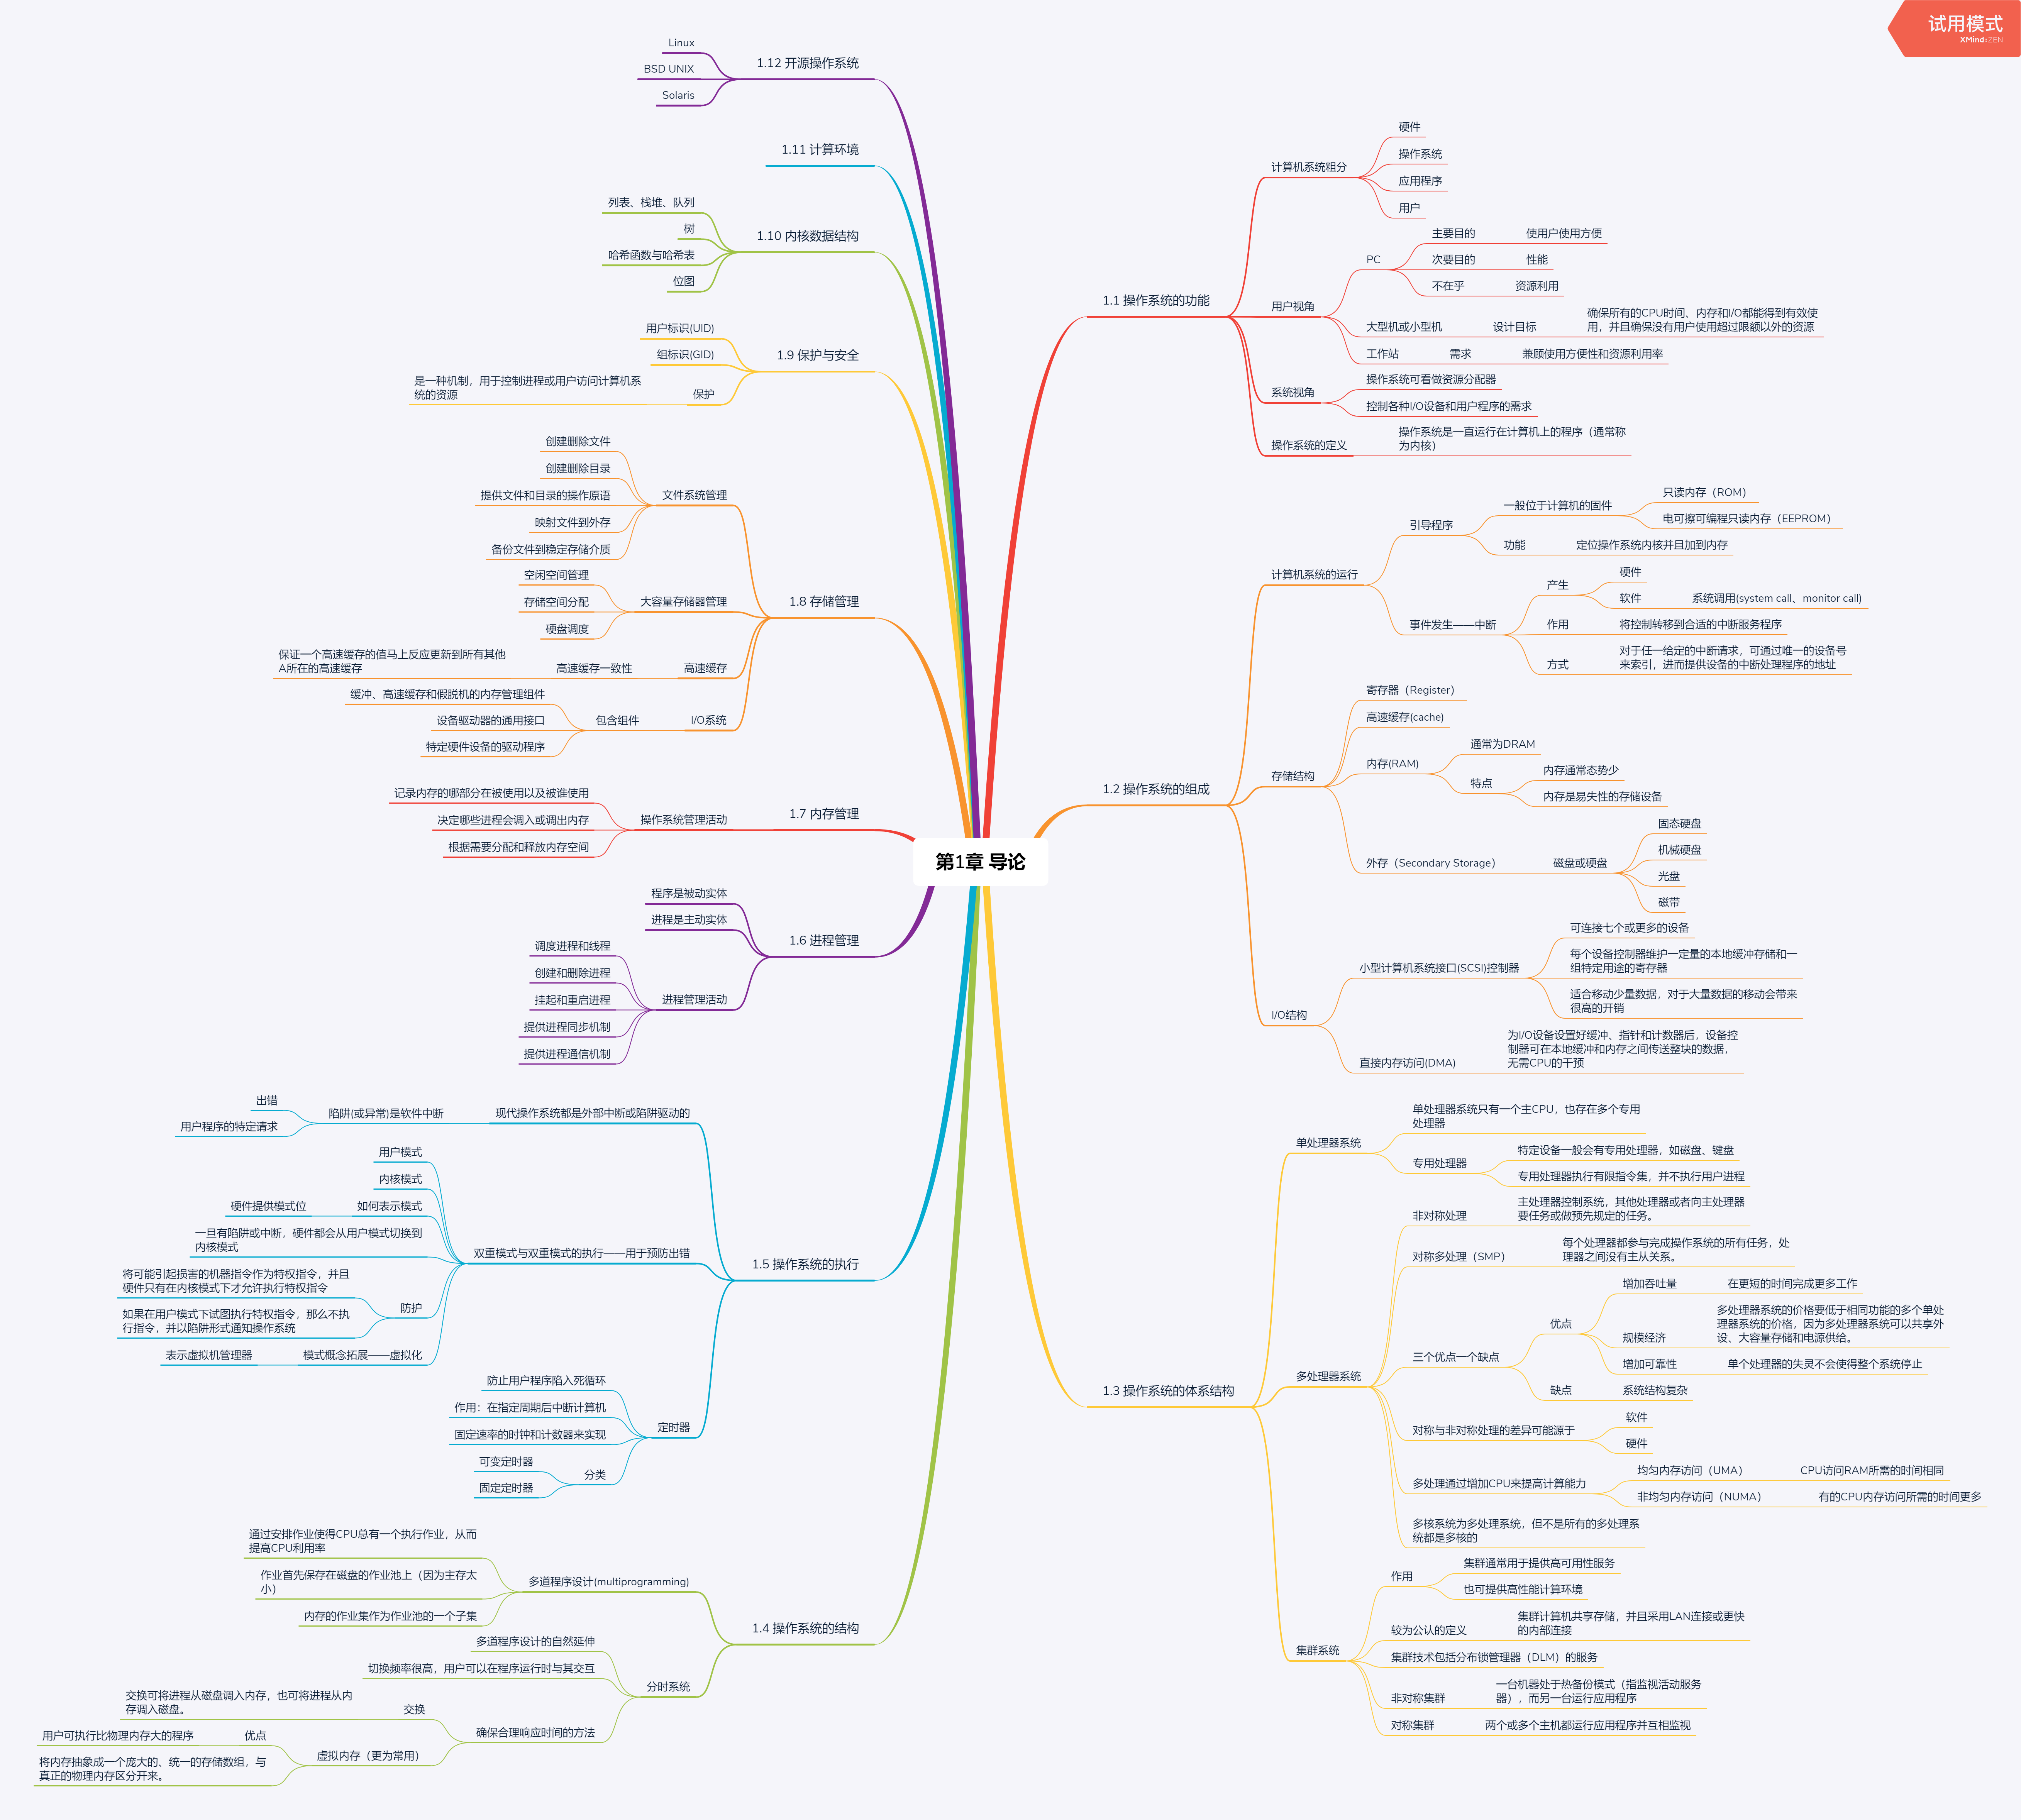 试用模式
XMind:ZEN
第1章 导论
1.1 操作系统的功能
计算机系统粗分
硬件
操作系统
应用程序
用户
用户视角
PC
主要目的
使用户使用方便
次要目的
性能
不在乎
资源利用
大型机或小型机
设计目标
确保所有的CPU时间、内存和I/O都能得到有效使
用，并且确保没有用户使用超过限额以外的资源
工作站
需求
兼顾使用方便性和资源利用率
系统视角
操作系统可看做资源分配器
控制各种I/O设备和用户程序的需求
操作系统的定义
操作系统是一直运行在计算机上的程序（通常称
为内核）
1.2 操作系统的组成
计算机系统的运行
引导程序
一般位于计算机的固件
只读内存（ROM）
电可擦可编程只读内存（EEPROM）
功能
定位操作系统内核并且加到内存
事件发生——中断
产生
硬件
软件
系统调用(system call、monitor call)
作用
将控制转移到合适的中断服务程序
方式
对于任一给定的中断请求，可通过唯一的设备号
来索引，进而提供设备的中断处理程序的地址
存储结构
寄存器（Register）
高速缓存(cache)
内存(RAM)
通常为DRAM
特点
内存通常态势少
内存是易失性的存储设备
外存（Secondary Storage）
磁盘或硬盘
固态硬盘
机械硬盘
光盘
磁带
I/O结构
小型计算机系统接口(SCSI)控制器
可连接七个或更多的设备
每个设备控制器维护一定量的本地缓冲存储和一
组特定用途的寄存器
适合移动少量数据，对于大量数据的移动会带来
很高的开销
直接内存访问(DMA)
为I/O设备设置好缓冲、指针和计数器后，设备控
制器可在本地缓冲和内存之间传送整块的数据，
无需CPU的干预
1.3 操作系统的体系结构
单处理器系统
单处理器系统只有一个主CPU，也存在多个专用
处理器
专用处理器
特定设备一般会有专用处理器，如磁盘、键盘
专用处理器执行有限指令集，并不执行用户进程
多处理器系统
非对称处理
主处理器控制系统，其他处理器或者向主处理器
要任务或做预先规定的任务。
对称多处理（SMP）
每个处理器都参与完成操作系统的所有任务，处
理器之间没有主从关系。
三个优点一个缺点
优点
增加吞吐量
在更短的时间完成更多工作
规模经济
多处理器系统的价格要低于相同功能的多个单处
理器系统的价格，因为多处理器系统可以共享外
设、大容量存储和电源供给。
增加可靠性
单个处理器的失灵不会使得整个系统停止
缺点
系统结构复杂
对称与非对称处理的差异可能源于
软件
硬件
多处理通过增加CPU来提高计算能力
均匀内存访问（UMA）
CPU访问RAM所需的时间相同
非均匀内存访问（NUMA）
有的CPU内存访问所需的时间更多
多核系统为多处理系统，但不是所有的多处理系
统都是多核的
集群系统
作用
集群通常用于提供高可用性服务
也可提供高性能计算环境
较为公认的定义
集群计算机共享存储，并且采用LAN连接或更快
的内部连接
集群技术包括分布锁管理器（DLM）的服务
非对称集群
一台机器处于热备份模式（指监视活动服务
器），而另一台运行应用程序
对称集群
两个或多个主机都运行应用程序并互相监视
1.12 开源操作系统
Linux
BSD UNIX
Solaris
1.11 计算环境
1.10 内核数据结构
列表、栈堆、队列
树
哈希函数与哈希表
位图
1.9 保护与安全
用户标识(UID)
组标识(GID)
保护
是一种机制，用于控制进程或用户访问计算机系
统的资源
1.8 存储管理
文件系统管理
创建删除文件
创建删除目录
提供文件和目录的操作原语
映射文件到外存
备份文件到稳定存储介质
大容量存储器管理
空闲空间管理
存储空间分配
硬盘调度
高速缓存
高速缓存一致性
保证一个高速缓存的值马上反应更新到所有其他
A所在的高速缓存
I/O系统
包含组件
缓冲、高速缓存和假脱机的内存管理组件
设备驱动器的通用接口
特定硬件设备的驱动程序
1.7 内存管理
操作系统管理活动
记录内存的哪部分在被使用以及被谁使用
决定哪些进程会调入或调出内存
根据需要分配和释放内存空间
1.6 进程管理
程序是被动实体
进程是主动实体
进程管理活动
调度进程和线程
创建和删除进程
挂起和重启进程
提供进程同步机制
提供进程通信机制
1.5 操作系统的执行
现代操作系统都是外部中断或陷阱驱动的
陷阱(或异常)是软件中断
出错
用户程序的特定请求
双重模式与双重模式的执行——用于预防出错
用户模式
内核模式
如何表示模式
硬件提供模式位
一旦有陷阱或中断，硬件都会从用户模式切换到
内核模式
防护
将可能引起损害的机器指令作为特权指令，并且
硬件只有在内核模式下才允许执行特权指令
如果在用户模式下试图执行特权指令，那么不执
行指令，并以陷阱形式通知操作系统
模式慨念拓展——虚拟化
表示虚拟机管理器
定时器
防止用户程序陷入死循环
作用：在指定周期后中断计算机
固定速率的时钟和计数器来实现
分类
可变定时器
固定定时器
1.4 操作系统的结构
多道程序设计(multiprogramming)
通过安排作业使得CPU总有一个执行作业，从而
提高CPU利用率
作业首先保存在磁盘的作业池上（因为主存太
小）
内存的作业集作为作业池的一个子集
分时系统
多道程序设计的自然延伸
切换频率很高，用户可以在程序运行时与其交互
确保合理响应时间的方法
交换
交换可将进程从磁盘调入内存，也可将进程从内
存调入磁盘。
虚拟内存（更为常用）
优点
用户可执行比物理内存大的程序
将内存抽象成一个庞大的、统一的存储数组，与
真正的物理内存区分开来。